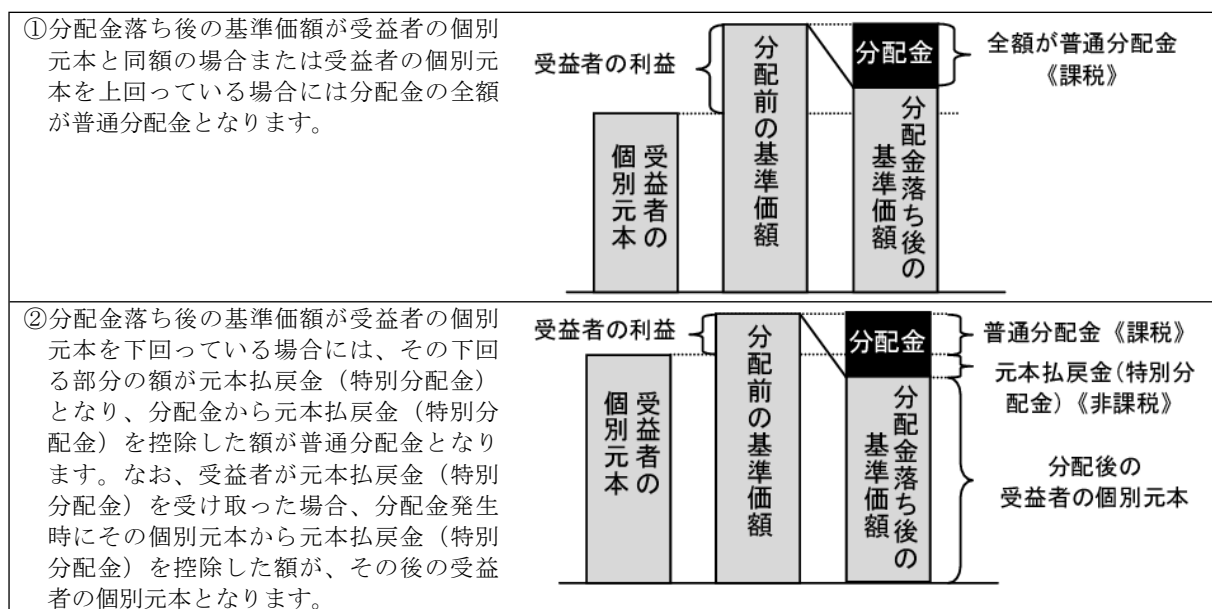 ①分配金落ち後の基準価額が受益者の個別
元本と同額の場合または受益者の個別元
本を上回っている場合には分配金の全額
が普通分配金となります。
受益者の利益
受益者の
個別元本
分配前の基準価額
分配金
分配金落ち後の
基準価額
全額が普通分配金
《課税》
②分配金落ち後の基準価額が受益者の個別
元本を下回っている場合には、その下回
る部分の額が元本払戻金（特別分配金）
となり、分配金から元本払戻金（特別分
配金）を控除した額が普通分配金となり
ます。なお、受益者が元本払戻金（特別
分配金）を受け取った場合、分配金発生
時にその個別元本から元本払戻金（特別
分配金）を控除した額が、その後の受益
者の個別元本となります。
受益者の利益
受益者の
個別元本
分配前の基準価額
分配金
分配金落ち後の
基準価額
普通分配金《課税》
元本払戻金(特別分
配金)《非課税》
分配後の
受益者の個別元本